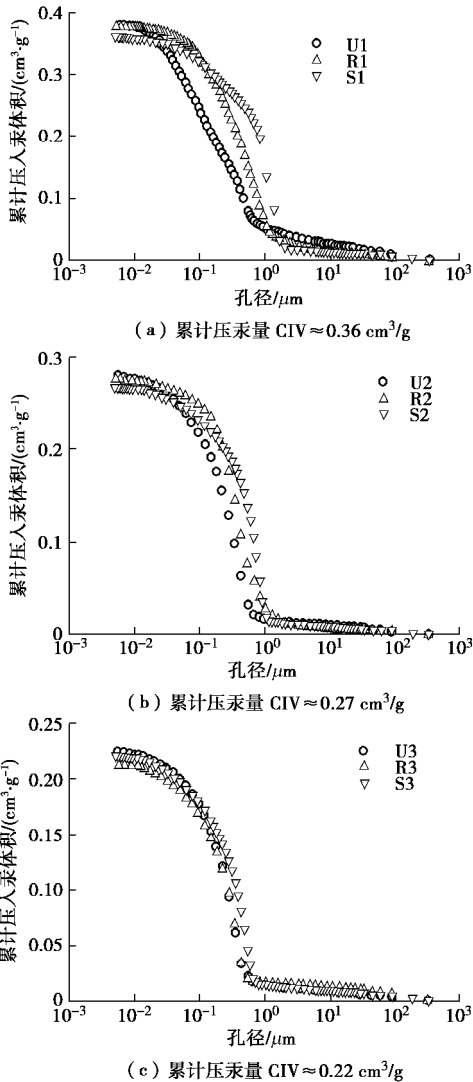 累计压入汞体积/(cm³·g⁻¹)
0.4
0.3
0.2
0.1
0
U1
R1
S1
10⁻³ 10⁻² 10⁻¹ 10⁰ 10¹ 10² 10³
孔径/μm
(a)累计压汞量 CIV≈0.36 cm³/g
累计压入汞体积/(cm³·g⁻¹)
0.3
0.2
0.1
0
U2
R2
S2
10⁻³ 10⁻² 10⁻¹ 10⁰ 10¹ 10² 10³
孔径/μm
(b)累计压汞量 CIV≈0.27 cm³/g
累计压入汞体积/(cm³·g⁻¹)
0.25
0.20
0.15
0.10
0.05
0
U3
R3
S3
10⁻³ 10⁻² 10⁻¹ 10⁰ 10¹ 10² 10³
孔径/μm
(c)累计压汞量 CIV≈0.22 cm³/g